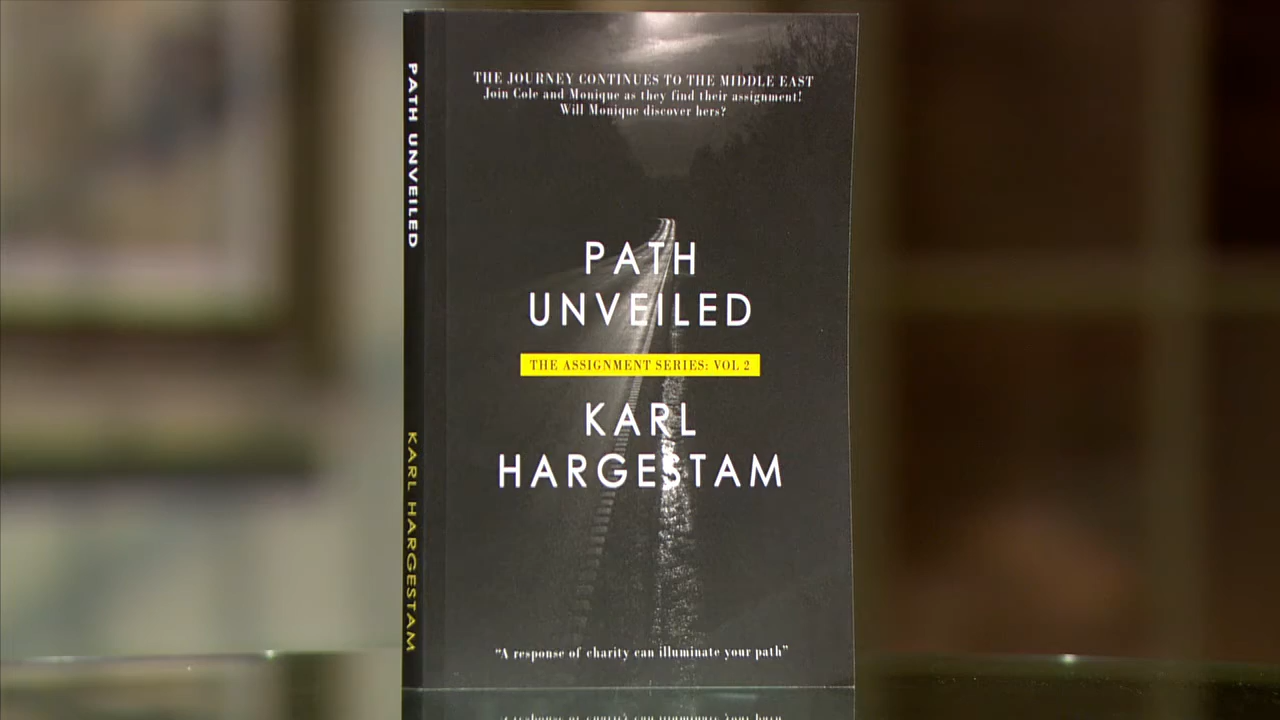 THE JOURNEY CONTINUES TO THE MIDDLE EAST
Join Cole and Monique as they find their assignment!
Will Monique discover hers?
PATH
UNVEILED
THE ASSIGNMENT SERIES: VOL 2
KARL
HARGESTAM
"A response of charity can illuminate your path"
PATH UNVEILED
KARL HARGESTAM